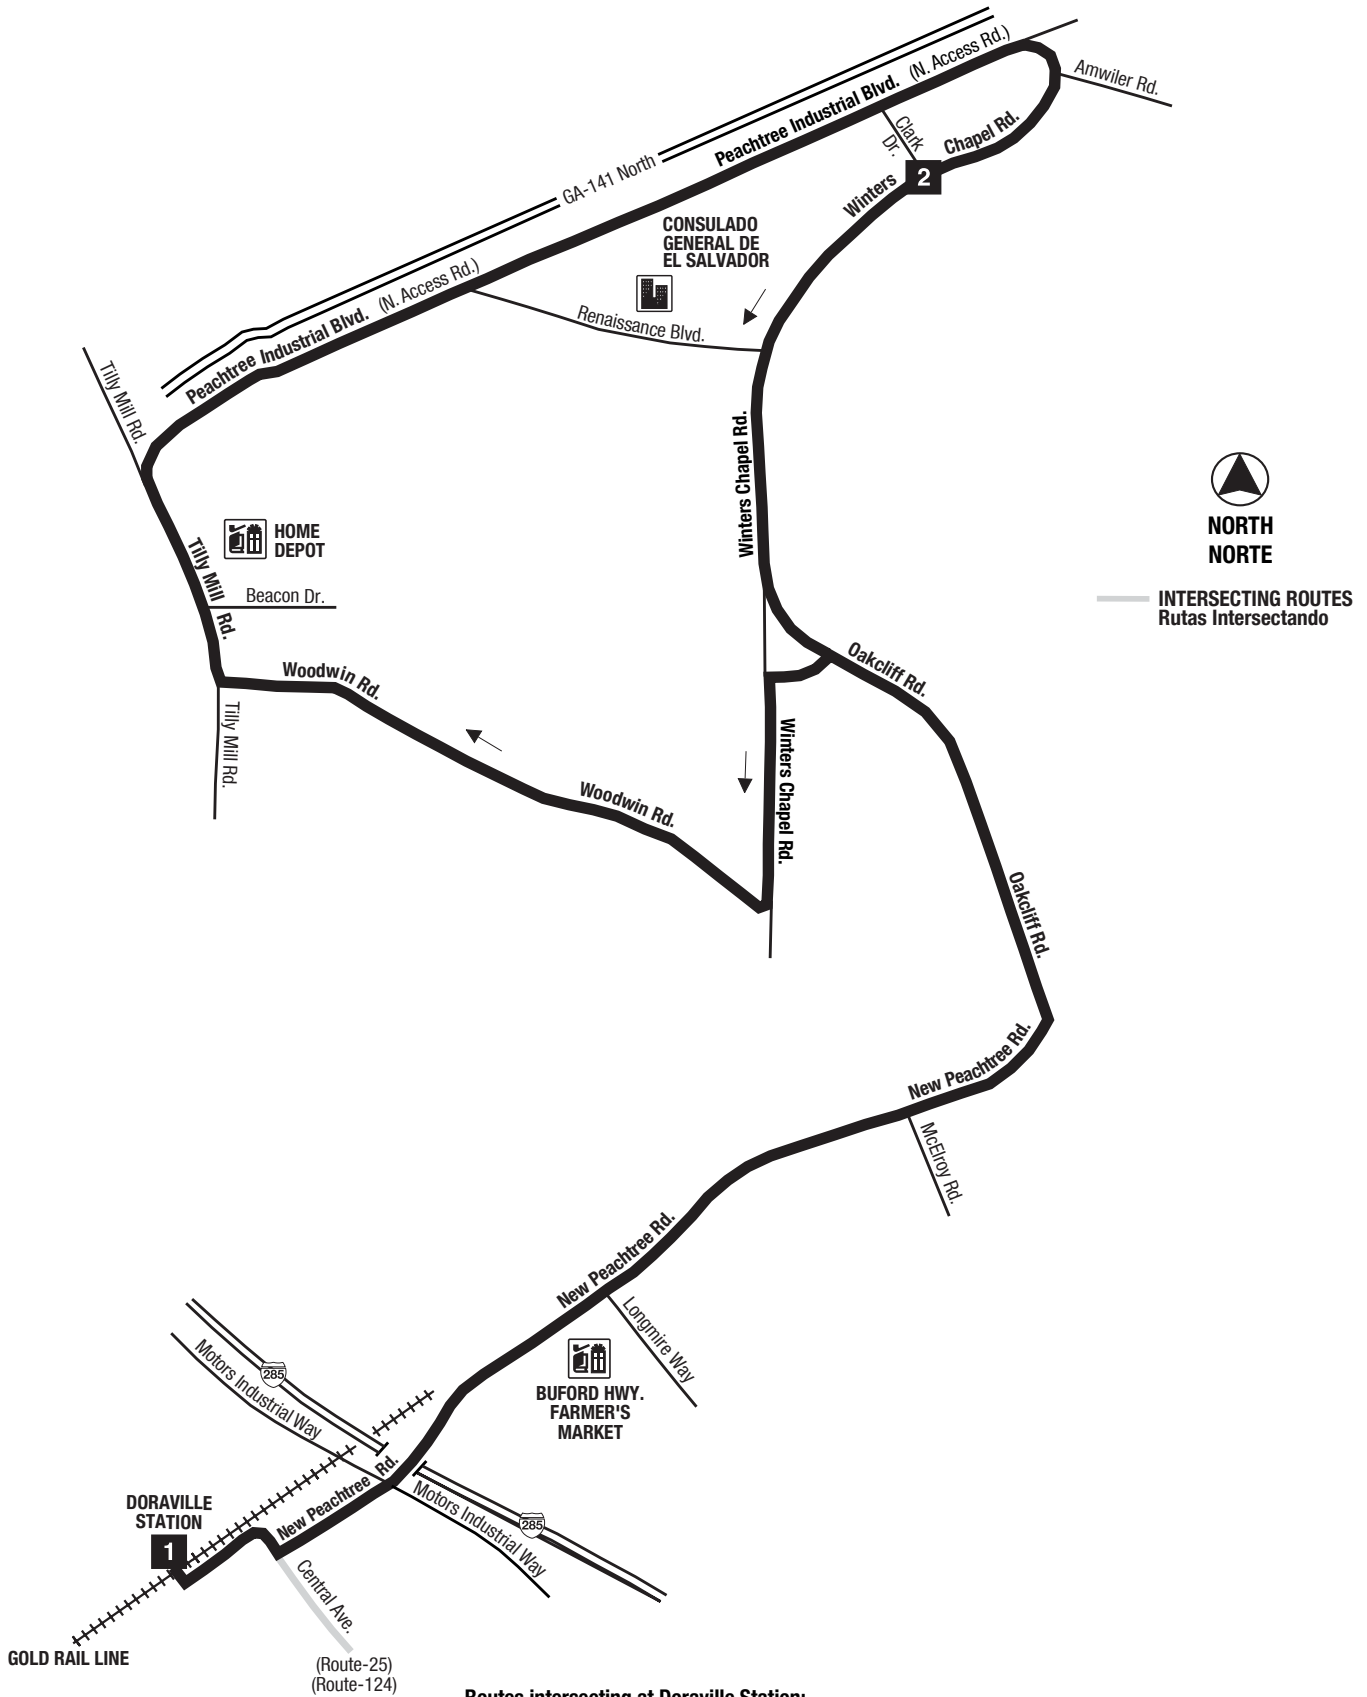 Peachtree Industrial Blvd. (N. Access Rd.)
Amwiler Rd.
Clark
Dr.
Chapel Rd.
2
Winters
GA-141 North
CONSULADO
GENERAL DE
EL SALVADOR
Renaissance Blvd.
Peachtree Industrial Blvd. (N. Access Rd.)
Tilly Mill Rd.
Winters Chapel Rd.
NORTH
NORTE
INTERSECTING ROUTES
Rutas Intersectando
HOME
DEPOT
Tilly Mill Rd.
Beacon Dr.
Woodwin Rd.
Oakcliff Rd.
Tilly Mill Rd.
Winters Chapel Rd.
Woodwin Rd.
Oakcliff Rd.
New Peachtree Rd.
McElroy Rd.
New Peachtree Rd.
Longmire Way
285
Motors Industrial Way
BUFORD HWY.
FARMER'S
MARKET
New Peachtree Rd.
Motors Industrial Way
285
DORAVILLE
STATION
1
Central Ave.
GOLD RAIL LINE
(Route-25)
(Route-124)
Routes intersecting at Doraville Station: